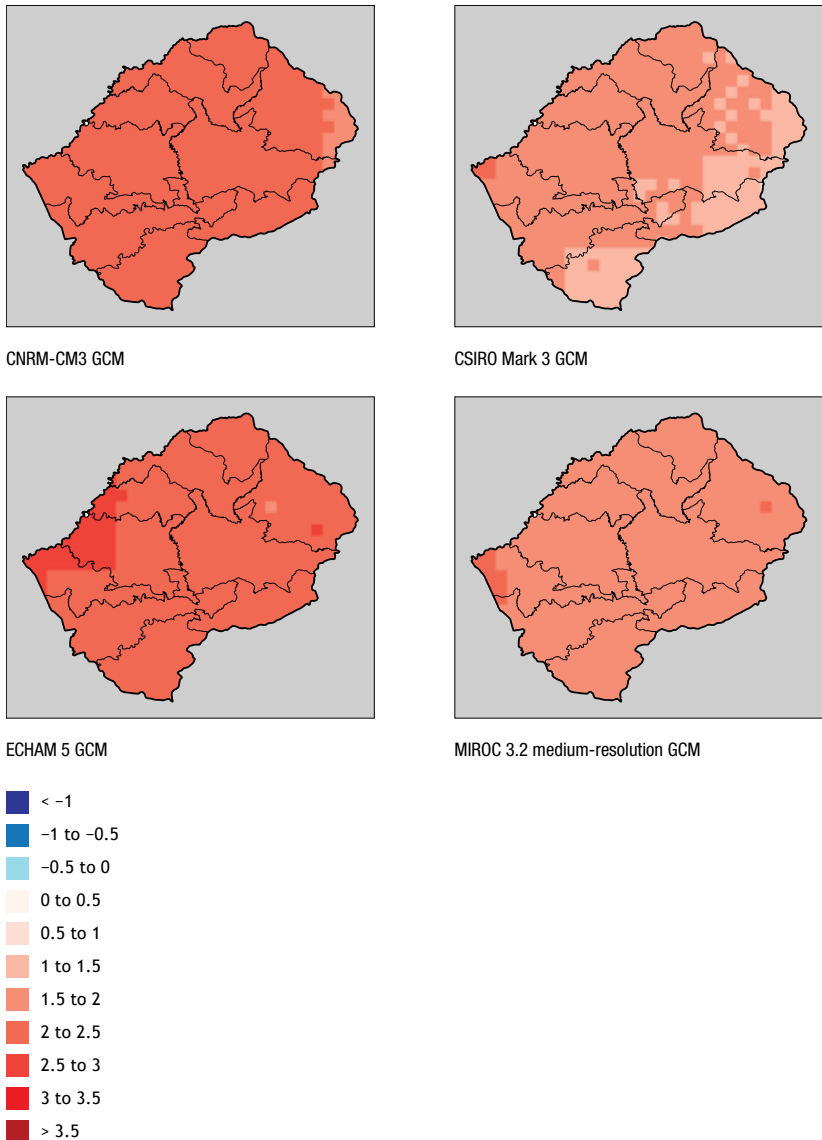 CNRM-CM3 GCM
CSIRO Mark 3 GCM
ECHAM 5 GCM
MIROC 3.2 medium-resolution GCM
< −1
−1 to −0.5
−0.5 to 0
0 to 0.5
0.5 to 1
1 to 1.5
1.5 to 2
2 to 2.5
2.5 to 3
3 to 3.5
> 3.5